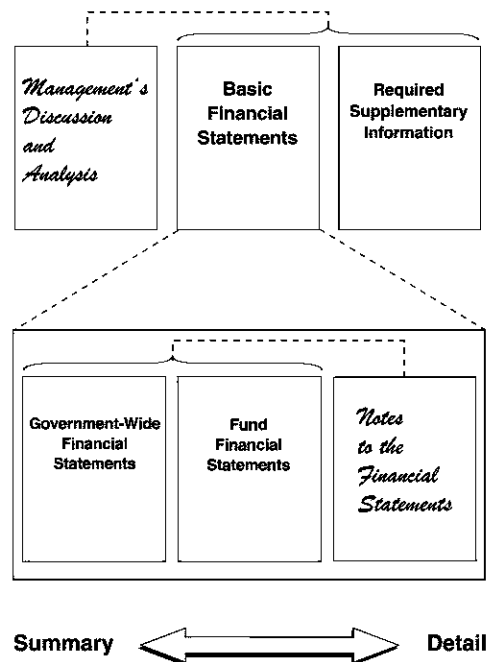 Management's
Discussion
and
Analysis
Basic
Financial
Statements
Required
Supplementary
Information
Government-Wide
Financial
Statements
Fund
Financial
Statements
Notes
to the
Financial
Statements
Summary
Detail